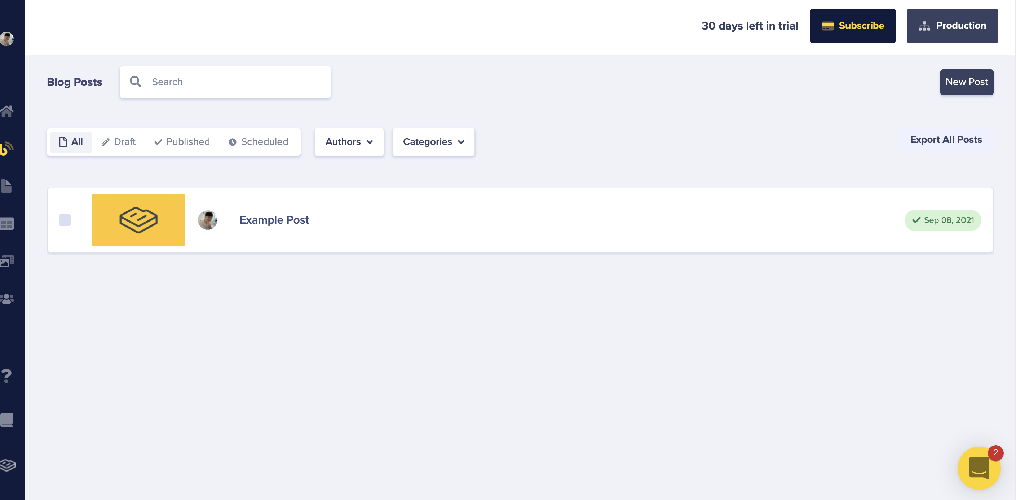 30 days left in trial
Subscribe
Production
Blog Posts
Search
New Post
All
Draft
Published
Scheduled
Authors
Categories
Export All Posts
Example Post
Sep 08, 2021
?
2